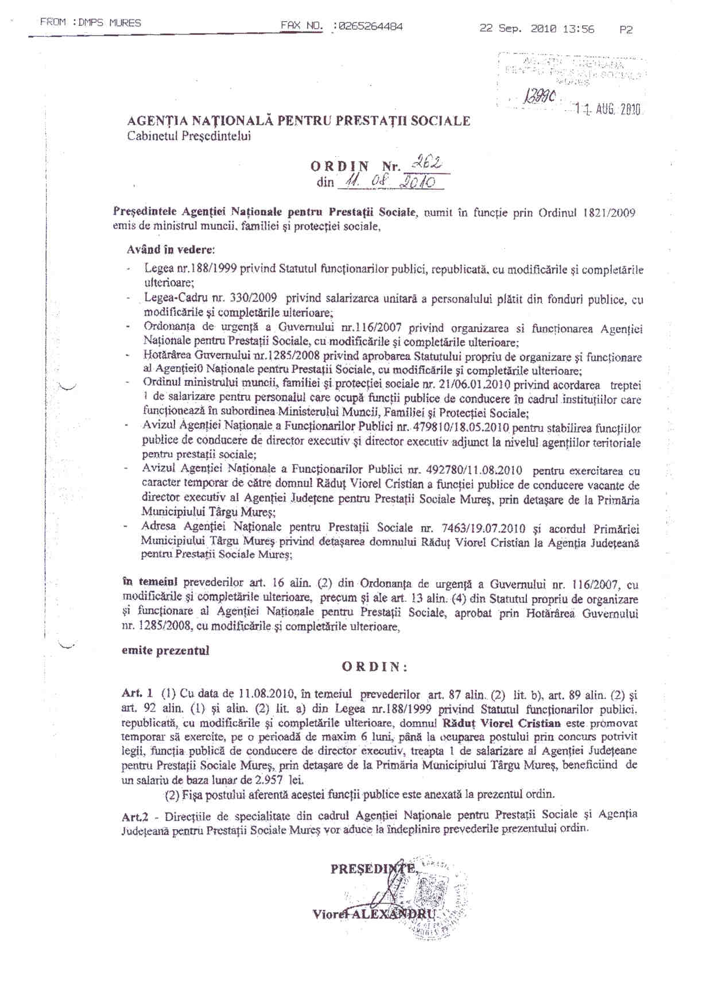 FROM :DMPS MURES FAX NO. :0265264484 22 Sep. 2010 13:56 P2
PENTRU
MURES
11 AUG. 2010
AGENȚIA NAȚIONALĂ PENTRU PRESTAȚII SOCIALE
Cabinetul Președintelui
ORDIN Nr. 262
din 11. 08 2010
Președintele Agenției Naționale pentru Prestații Sociale, numit în funcție prin Ordinul 1821/2009
emis de ministrul muncii, familiei și protecției sociale,
Având în vedere:
- Legea nr.188/1999 privind Statutul funcționarilor publici, republicată, cu modificările și completările
ulterioare;
- Legea-Cadru nr. 330/2009 privind salarizarea unitară a personalului plătit din fonduri publice, cu
modificările și completările ulterioare;
- Ordonanța de urgență a Guvernului nr.116/2007 privind organizarea si funcționarea Agenției
Naționale pentru Prestații Sociale, cu modificările și completările ulterioare;
- Hotărârea Guvernului nr.1285/2008 privind aprobarea Statutului propriu de organizare și funcționare
al Agenției0 Naționale pentru Prestații Sociale, cu modificările și completările ulterioare;
- Ordinul ministrului muncii, familiei și protecției sociale nr. 21/06.01.2010 privind acordarea treptei
1 de salarizare pentru personalul care ocupă funcții publice de conducere în cadrul instituțiilor care
funcționează în subordinea Ministerului Muncii, Familiei și Protecției Sociale;
- Avizul Agenției Naționale a Funcționarilor Publici nr. 479810/18.05.2010 pentru stabilirea funcțiilor
publice de conducere de director executiv și director executiv adjunct la nivelul agențiilor teritoriale
pentru prestații sociale;
- Avizul Agenției Naționale a Funcționarilor Publici nr. 492780/11.08.2010 pentru exercitarea cu
caracter temporar de către domnul Răduț Viorel Cristian a funcției publice de conducere vacante de
director executiv al Agenției Județene pentru Prestații Sociale Mureș, prin detașare de la Primăria
Municipiului Târgu Mureș;
- Adresa Agenției Naționale pentru Prestații Sociale nr. 7463/19.07.2010 și acordul Primăriei
Municipiului Târgu Mureș privind detașarea domnului Răduț Viorel Cristian la Agenția Județeană
pentru Prestații Sociale Mureș;
în temeiul prevederilor art. 16 alin. (2) din Ordonanța de urgență a Guvernului nr. 116/2007, cu
modificările și completările ulterioare, precum și ale art. 13 alin. (4) din Statutul propriu de organizare
și funcționare al Agenției Naționale pentru Prestații Sociale, aprobat prin Hotărârea Guvernului
nr. 1285/2008, cu modificările și completările ulterioare,
emite prezentul
ORDIN:
Art. 1 (1) Cu data de 11.08.2010, în temeiul prevederilor art. 87 alin. (2) lit. b), art. 89 alin. (2) și
art. 92 alin. (1) și alin. (2) lit. a) din Legea nr.188/1999 privind Statutul funcționarilor publici,
republicată, cu modificările și completările ulterioare, domnul Răduț Viorel Cristian este promovat
temporar să exercite, pe o perioadă de maxim 6 luni, până la ocuparea postului prin concurs potrivit
legii, funcția publică de conducere de director executiv, treapta 1 de salarizare al Agenției Județeane
pentru Prestații Sociale Mureș, prin detașare de la Primăria Municipiului Târgu Mureș, beneficiind de
un salariu de baza lunar de 2.957 lei.
(2) Fișa postului aferentă acestei funcții publice este anexată la prezentul ordin.
Art.2 - Direcțiile de specialitate din cadrul Agenției Naționale pentru Prestații Sociale și Agenția
Județeană pentru Prestații Sociale Mureș vor aduce la îndeplinire prevederile prezentului ordin.
PREȘEDINTE,
Viorel ALEXANDRU